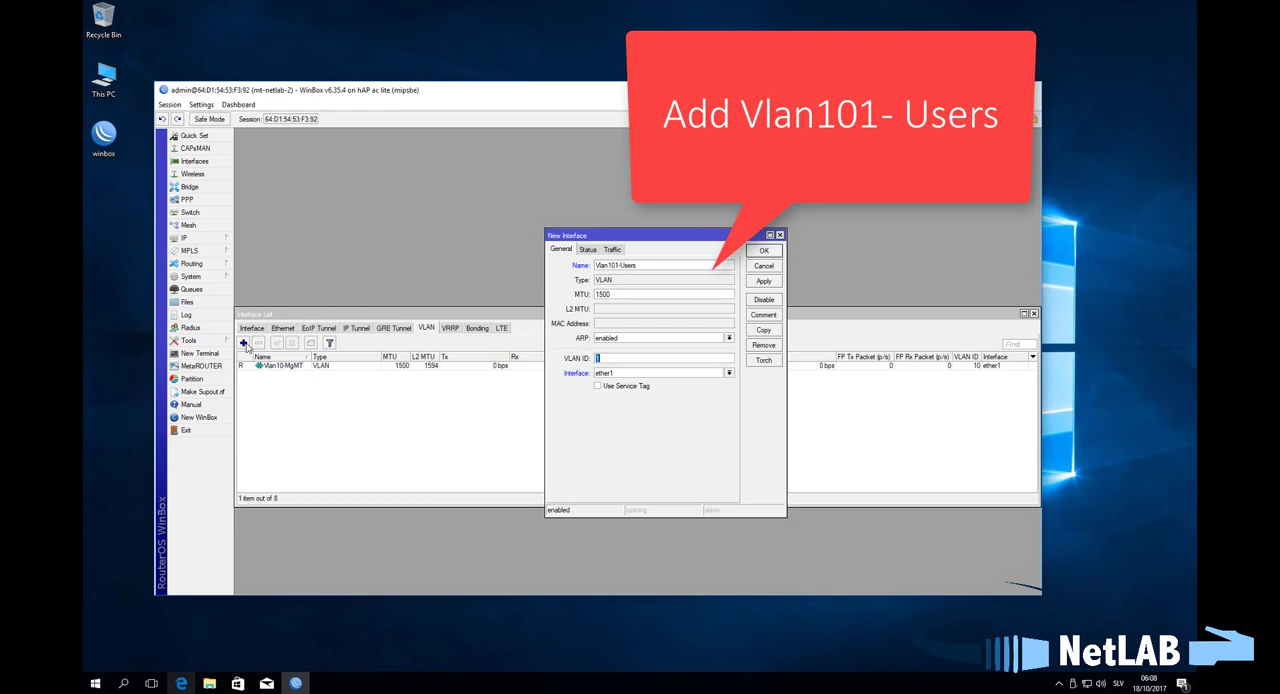 Recycle Bin
This PC
winbox
admin@64:D1:54:53:F3:92 (mt-netlab-2) - WinBox v6.35.4 on hAP ac lite (mipsbe)
Session Settings Dashboard
Safe Mode Session: 64:D1:54:53:F3:92
Add Vlan101- Users
Quick Set
CAPsMAN
Interfaces
Wireless
Bridge
PPP
Switch
Mesh
IP
MPLS
Routing
System
Queues
Files
Log
Radius
Tools
New Terminal
MetaROUTER
Partition
Make Supout.rif
Manual
New WinBox
Exit
RouterOS WinBox
Interface List
Interface Ethernet EoIP Tunnel IP Tunnel GRE Tunnel VLAN VRRP Bonding LTE
Find
Name Type MTU L2 MTU Tx Rx FP Tx Packet (p/s) FP Rx Packet (p/s) VLAN ID Interface
R Vlan10-MgMT VLAN 1500 1594 0 bps 0 bps 0 0 10 ether1
1 item out of 8
New Interface
General Status Traffic
Name: Vlan101-Users
Type: VLAN
MTU: 1500
L2 MTU:
MAC Address:
ARP: enabled
VLAN ID: 1
Interface: ether1
Use Service Tag
OK
Cancel
Apply
Disable
Comment
Copy
Remove
Torch
enabled running slave
NetLAB
SLV
06:08
18/10/2017